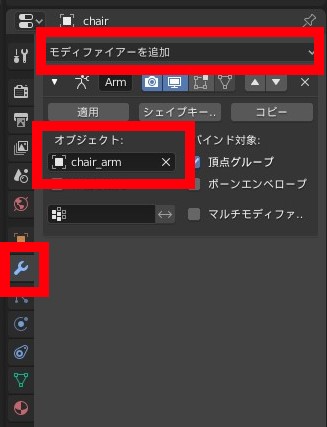 chair
モディファイアーを追加
Arm
適用 シェイプキー.. コピー
オブジェクト: バインド対象:
chair_arm 頂点グループ
ボーンエンベロープ
マルチモディファ..